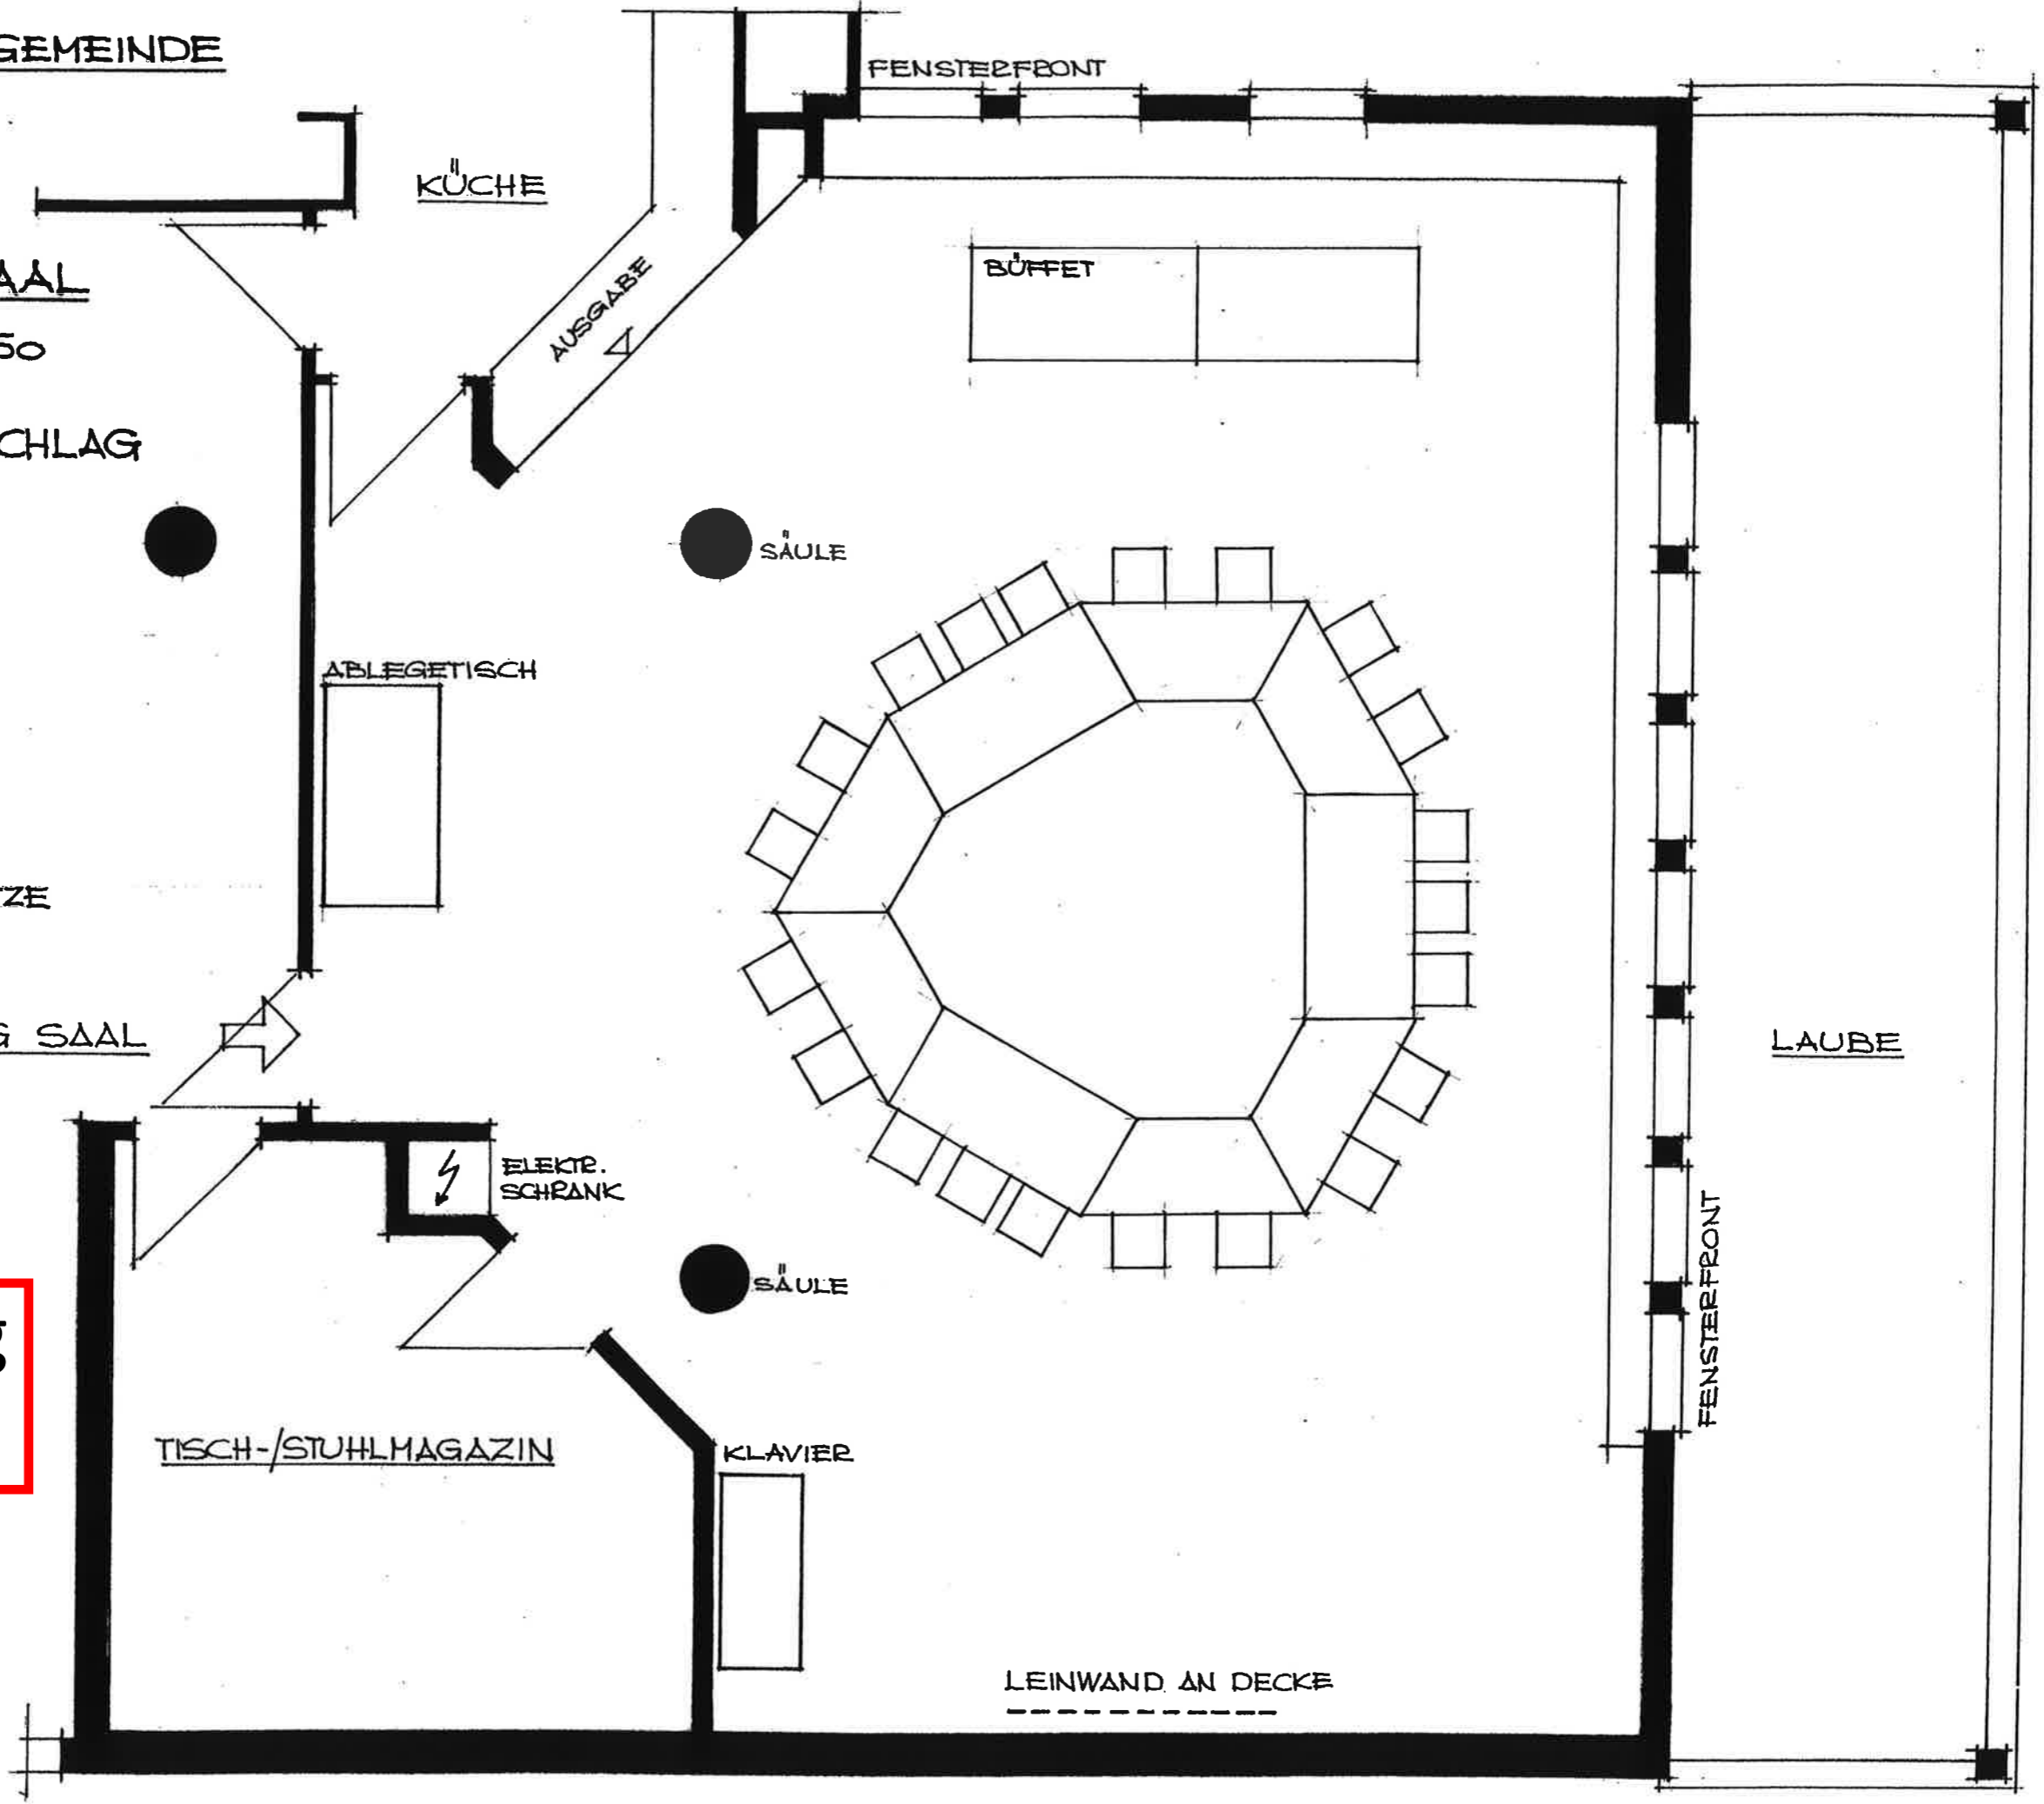 GEMEINDE
FENSTERFRONT
KÜCHE
BÜFFET
AUSGABE
AAL
50
CHLAG
SÄULE
ABLEGETISCH
ZE
G SAAL
LAUBE
ELEKTR.
SCHRANK
SÄULE
FENSTERFRONT
TISCH-/STUHLMAGAZIN
KLAVIER
LEINWAND AN DECKE